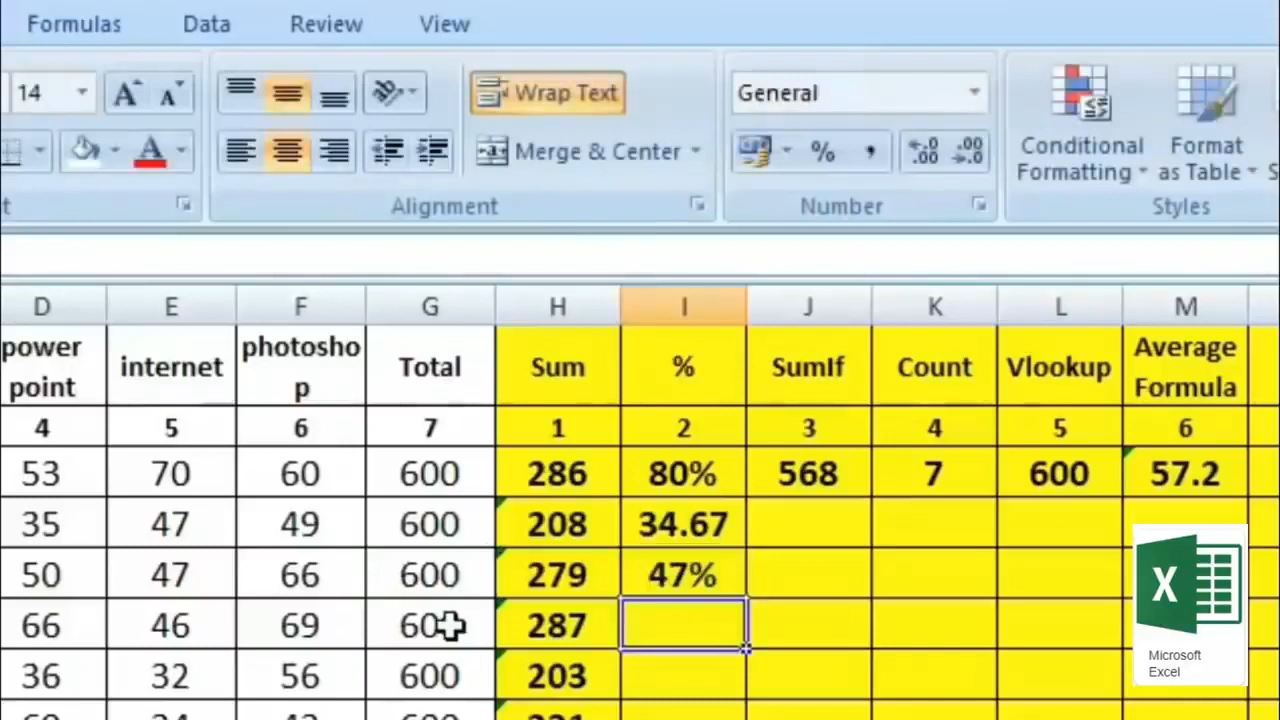 Formulas Data Review View
14 Wrap Text General
Merge & Center % , Conditional Formatting Format as Table
Alignment Number Styles
D E F G H I J K L M
power point internet photoshop Total Sum % SumIf Count Vlookup Average Formula
4 5 6 7 1 2 3 4 5 6
53 70 60 600 286 80% 568 7 600 57.2
35 47 49 600 208 34.67
50 47 66 600 279 47%
66 46 69 287
36 32 56 600 203
Microsoft
Excel